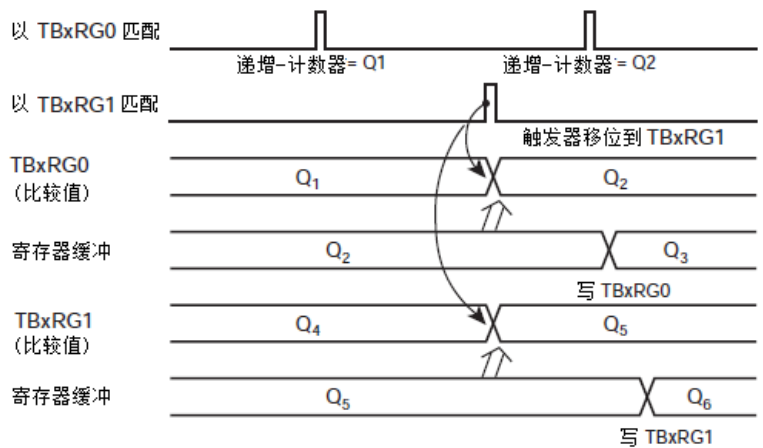 以 TBxRG0 匹配
递增-计数器= Q1
递增-计数器= Q2
以 TBxRG1 匹配
触发器移位到 TBxRG1
TBxRG0
(比较值)
Q1
Q2
寄存器缓冲
Q2
Q3
写 TBxRG0
TBxRG1
(比较值)
Q4
Q5
寄存器缓冲
Q5
Q6
写 TBxRG1